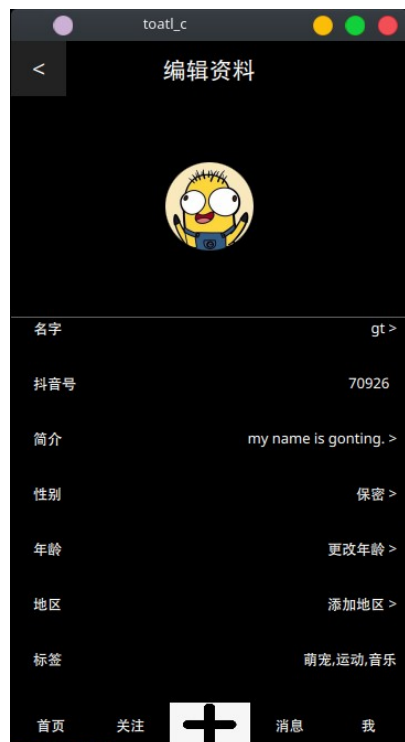 toatl_c
< 编辑资料
名字 gt >
抖音号 70926
简介 my name is gonting. >
性别 保密 >
年龄 更改年龄 >
地区 添加地区 >
标签 萌宠,运动,音乐
首页 关注 消息 我